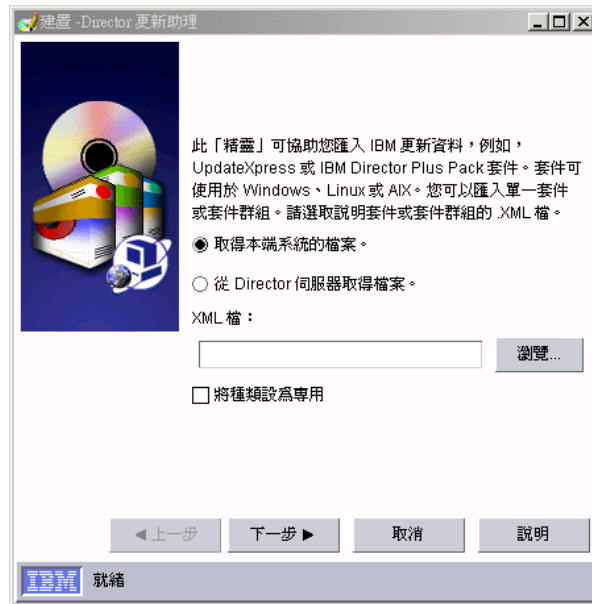 建置 -Director 更新助理
此「精靈」可協助您匯入 IBM 更新資料，例如，
UpdateXpress 或 IBM Director Plus Pack 套件。套件可
使用於 Windows、Linux 或 AIX。您可以匯入單一套件
或套件群組。請選取說明套件或套件群組的 .XML 檔。
取得本端系統的檔案。
從 Director 伺服器取得檔案。
XML 檔：
瀏覽...
將種類設為專用
上一步
下一步
取消
說明
IBM
就緒